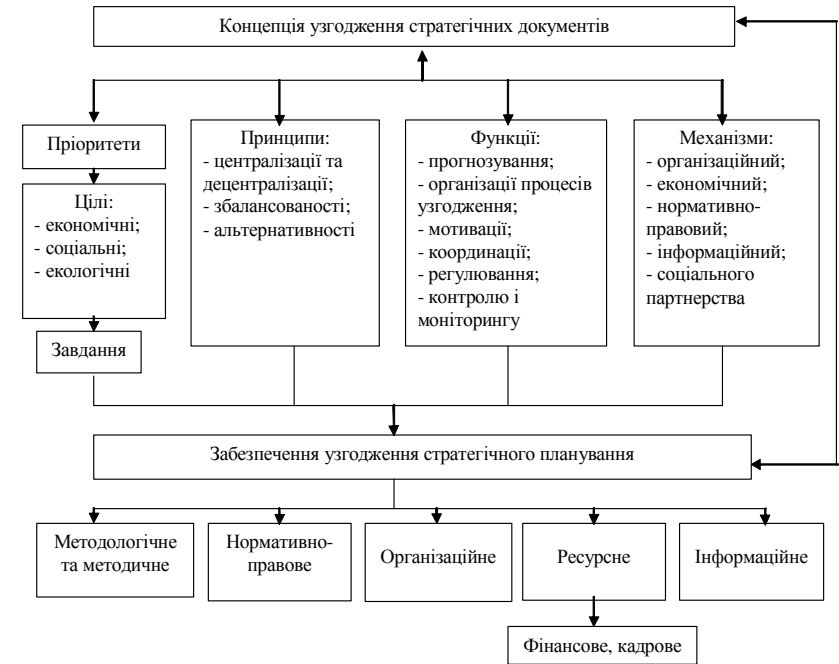 Концепція узгодження стратегічних документів
Пріоритети
Цілі:
- економічні;
- соціальні;
- екологічні
Завдання
Принципи:
- централізації та
децентралізації;
- збалансованості;
- альтернативності
Функції:
- прогнозування;
- організації процесів
узгодження;
- мотивації;
- координації;
- регулювання;
- контролю і
моніторингу
Механізми:
- організаційний;
- економічний;
- нормативно-
правовий;
- інформаційний;
- соціального
партнерства
Забезпечення узгодження стратегічного планування
Методологічне
та методичне
Нормативно-
правове
Організаційне
Ресурсне
Інформаційне
Фінансове, кадрове